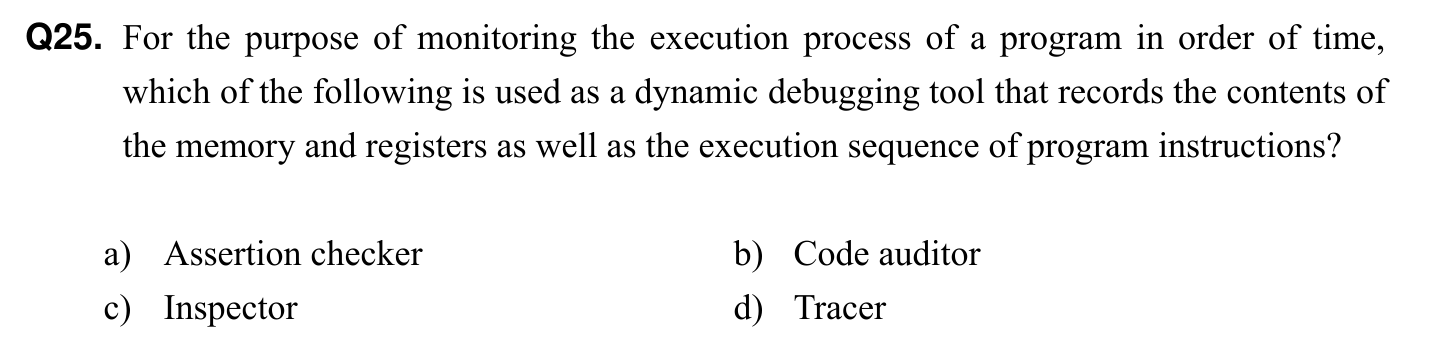 Q25. For the purpose of monitoring the execution process of a program in order of time,
which of the following is used as a dynamic debugging tool that records the contents of
the memory and registers as well as the execution sequence of program instructions?
a) Assertion checker b) Code auditor
c) Inspector d) Tracer